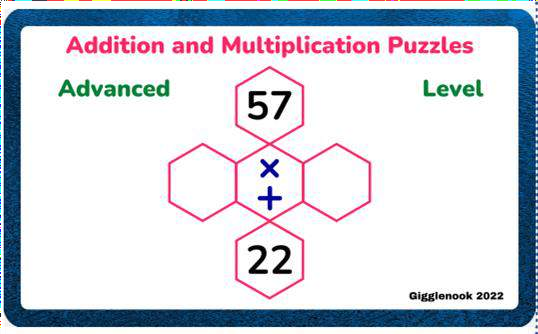 Addition and Multiplication Puzzles
Advanced Level
57
×
+
22
Gigglenook 2022